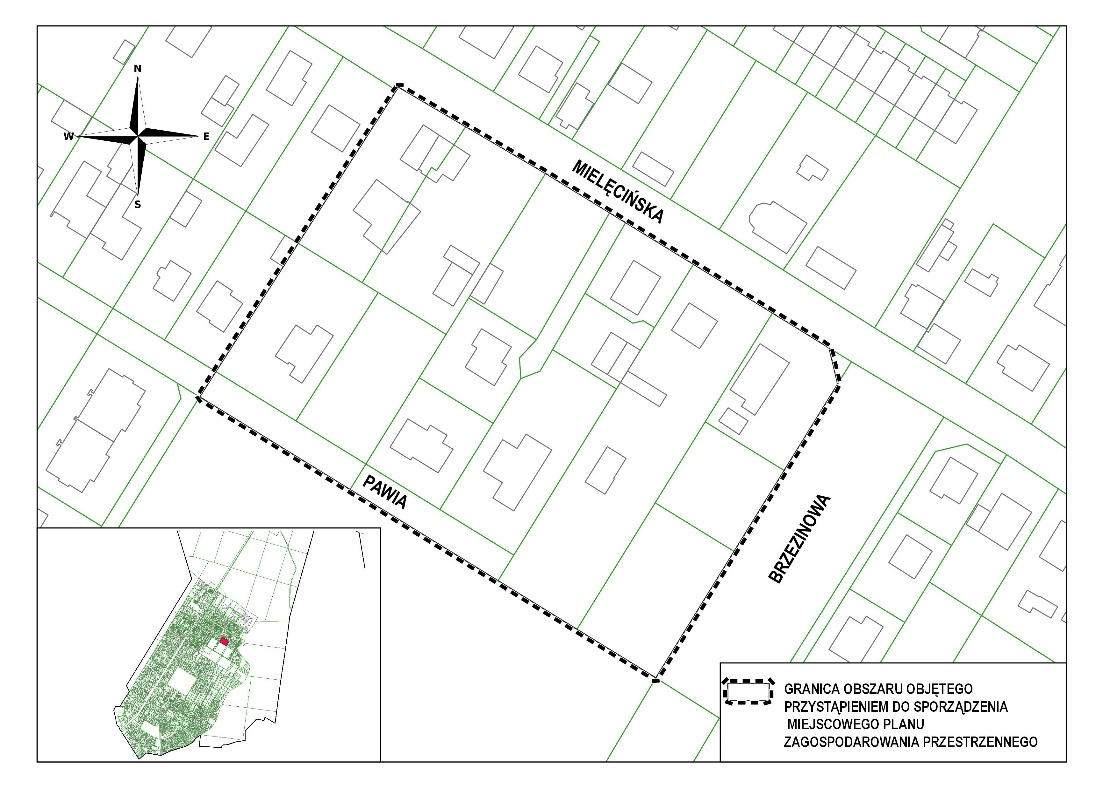 N
W E
S
MIELĘCIŃSKA
PAWIA
BRZEZINOWA
GRANICA OBSZARU OBJĘTEGO
PRZYSTĄPIENIEM DO SPORZĄDZENIA
MIEJSCOWEGO PLANU
ZAGOSPODAROWANIA PRZESTRZENNEGO